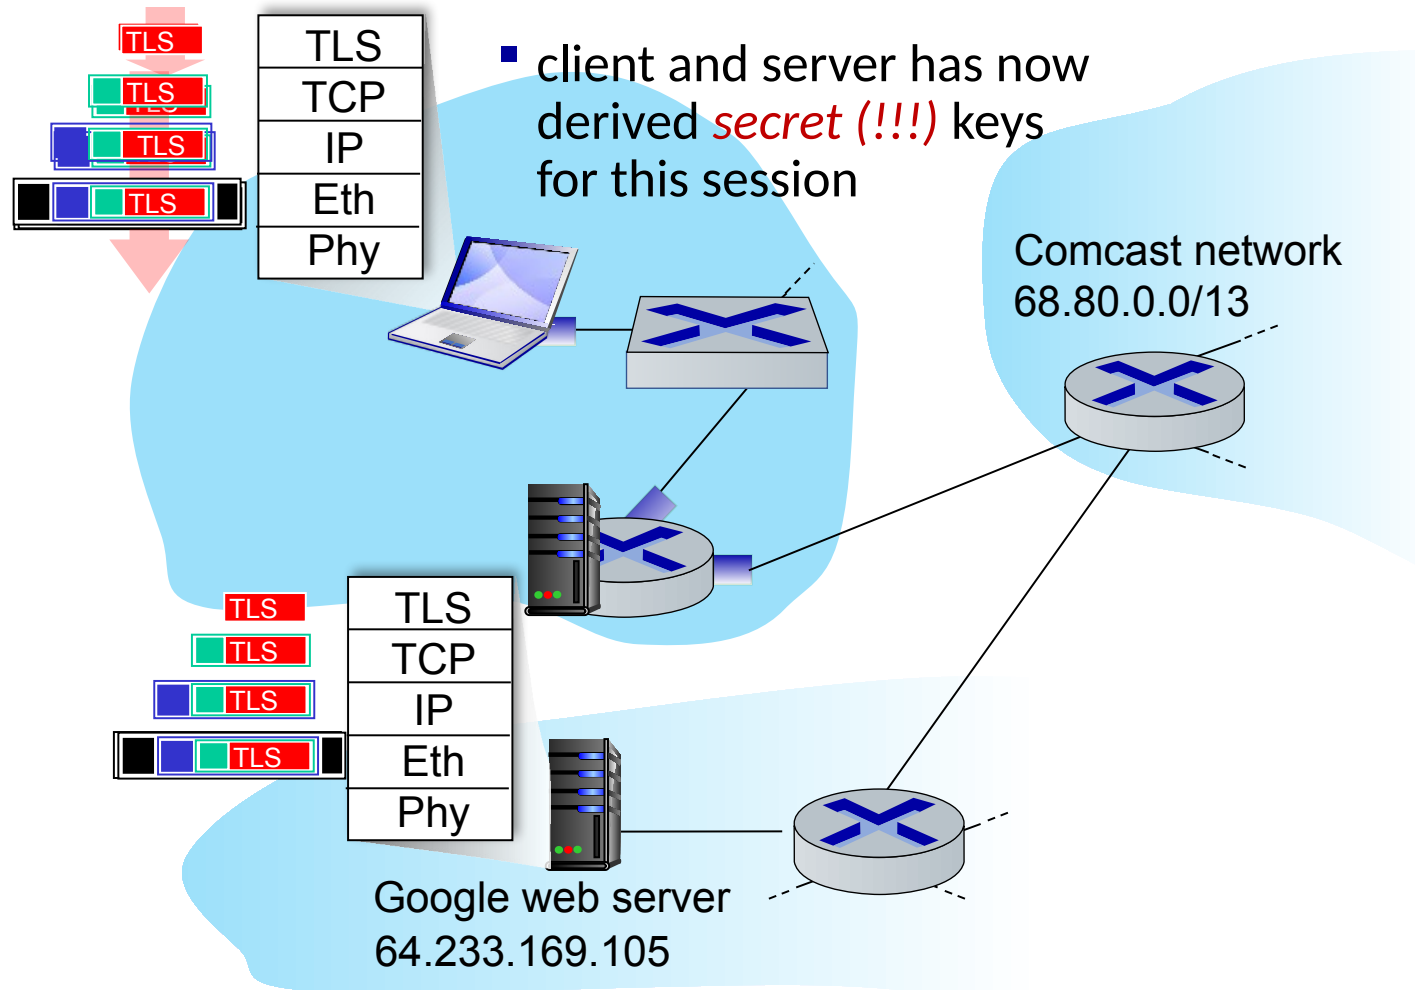 TLS
TLS
TLS
TLS
TLS
TLS
TCP
IP
Eth
Phy
client and server has now
derived secret (!!!) keys
for this session
Comcast network
68.80.0.0/13
TLS
TLS
TLS
TLS
TLS
TCP
IP
Eth
Phy
Google web server
64.233.169.105